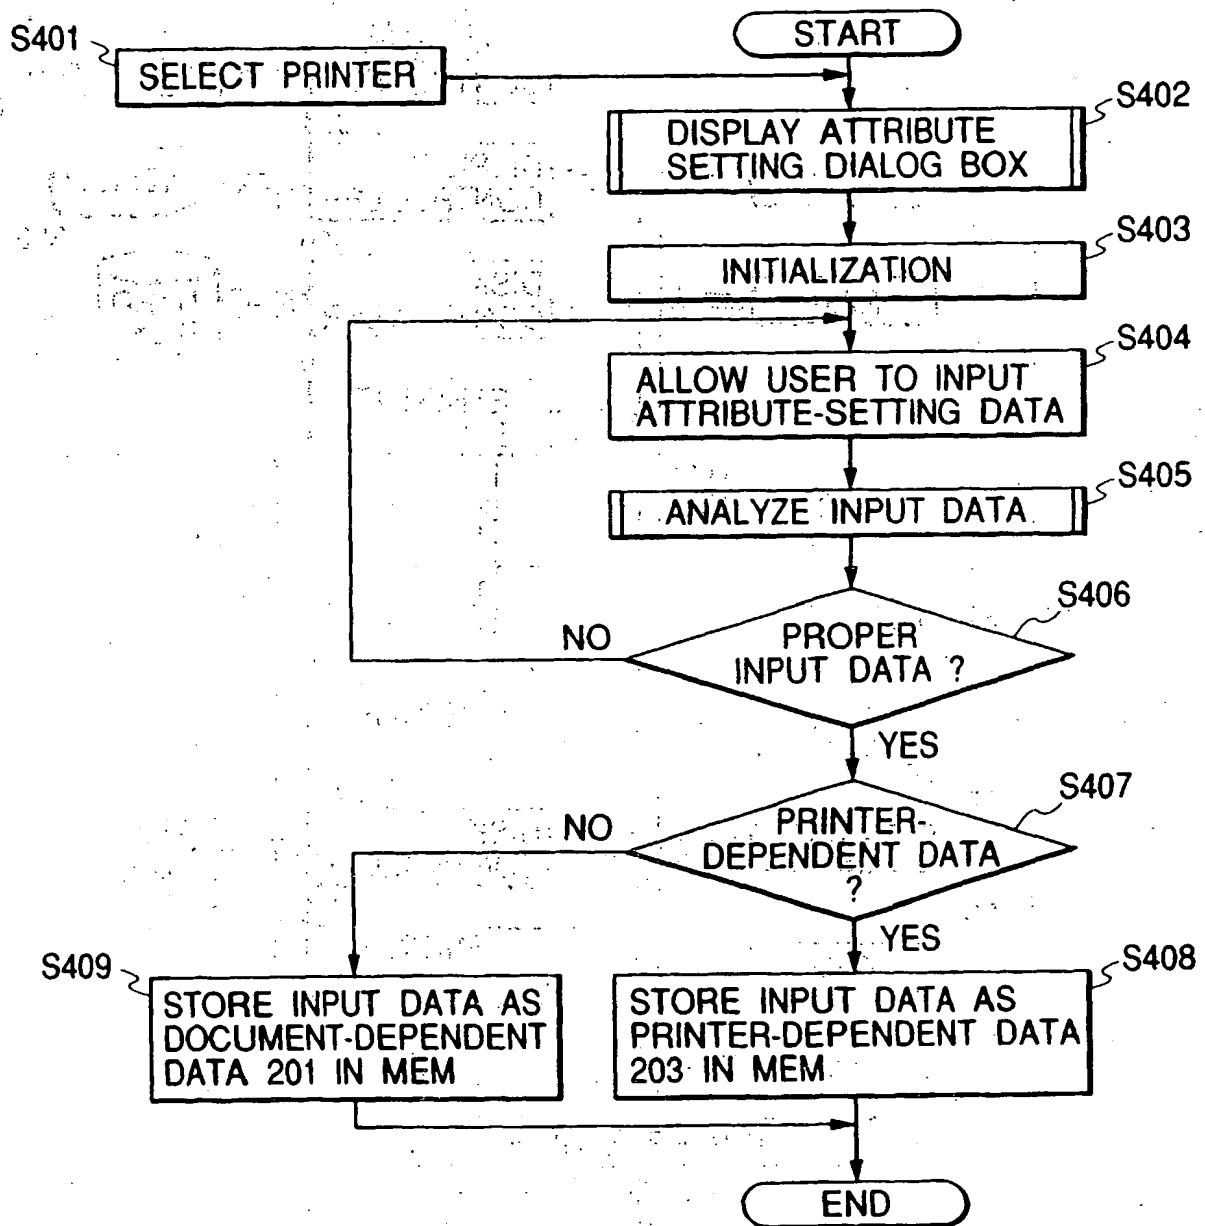 START
S401
SELECT PRINTER
S402
DISPLAY ATTRIBUTE
SETTING DIALOG BOX
S403
INITIALIZATION
S404
ALLOW USER TO INPUT
ATTRIBUTE-SETTING DATA
S405
ANALYZE INPUT DATA
S406
PROPER
INPUT DATA ?
NO
YES
S407
PRINTER-
DEPENDENT DATA
?
NO
YES
S409
STORE INPUT DATA AS
DOCUMENT-DEPENDENT
DATA 201 IN MEM
S408
STORE INPUT DATA AS
PRINTER-DEPENDENT DATA
203 IN MEM
END